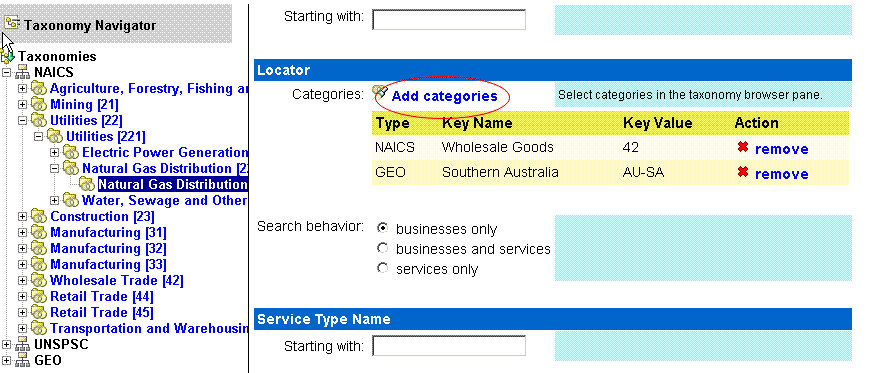 Taxonomy Navigator
Taxonomies
NAICS
Agriculture, Forestry, Fishing
Mining [21]
Utilities [22]
Utilities [221]
Electric Power Generation
Natural Gas Distribution [2
Natural Gas Distribution
Water, Sewage and Other
Construction [23]
Manufacturing [31]
Manufacturing [32]
Manufacturing [33]
Wholesale Trade [42]
Retail Trade [44]
Retail Trade [45]
Transportation and
UNSPSC
GEO
Starting with:
Locator
Categories: Add categories Select categories in the taxonomy browser pane.
Type Key Name Key Value Action
NAICS Wholesale Goods 42 remove
GEO Southern Australia AU-SA remove
Search behavior: businesses only
businesses and services
services only
Service Type Name
Starting with: